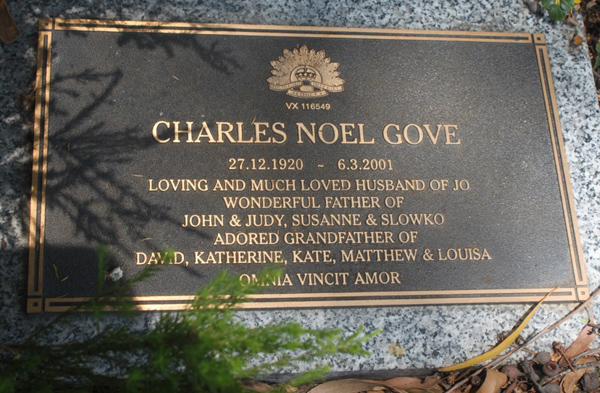 VX 116549
CHARLES NOEL GOVE
27.12.1920 - 6.3.2001
LOVING AND MUCH LOVED HUSBAND OF JO
WONDERFUL FATHER OF
JOHN & JUDY, SUSANNE & SLOWKO
ADORED GRANDFATHER OF
DAVID, KATHERINE, KATE, MATTHEW & LOUISA
OMNIA VINCIT AMOR